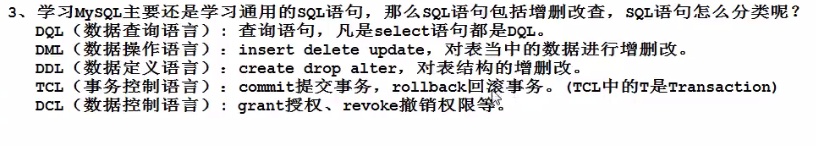 3、学习MySQL主要还是学习通用的SQL语句，那么SQL语句包括增删改查，SQL语句怎么分类呢？
DQL（数据查询语言）：查询语句，凡是select语句都是DQL。
DML（数据操作语言）：insert delete update，对表当中的数据进行增删改。
DDL（数据定义语言）：create drop alter，对表结构的增删改。
TCL（事务控制语言）：commit提交事务，rollback回滚事务。(TCL中的T是Transaction)
DCL（数据控制语言）：grant授权、revoke撤销权限等。